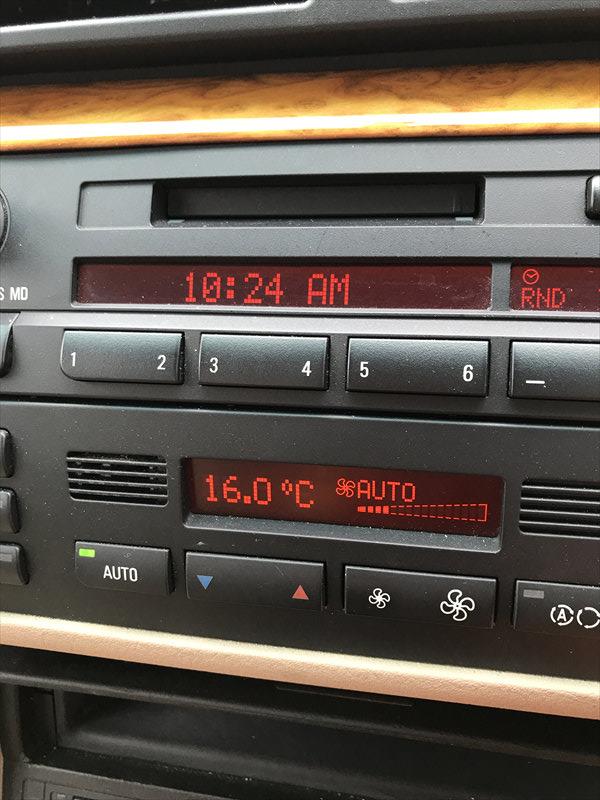 10:24 AM
RND
MD
1 2 3 4 5 6 –
16.0 °C AUTO
AUTO
A